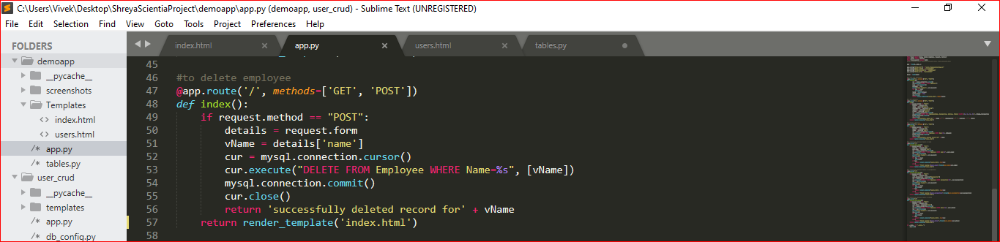 C:\Users\Vivek\Desktop\ShreyaScientiaProject\demoapp\app.py (demoapp, user_crud) - Sublime Text (UNREGISTERED)
File Edit Selection Find View Goto Tools Project Preferences Help
FOLDERS
demoapp
__pycache__
screenshots
Templates
<> index.html
<> users.html
/* app.py
/* tables.py
user_crud
__pycache__
templates
/* app.py
/* db_config.py
index.html × app.py × users.html × tables.py
45
46 #to delete employee
47 @app.route('/', methods=['GET', 'POST'])
48 def index():
49     if request.method == "POST":
50         details = request.form
51         vName = details['name']
52         cur = mysql.connection.cursor()
53         cur.execute("DELETE FROM Employee WHERE Name=%s", [vName])
54         mysql.connection.commit()
55         cur.close()
56         return 'successfully deleted record for' + vName
57     return render_template('index.html')
58